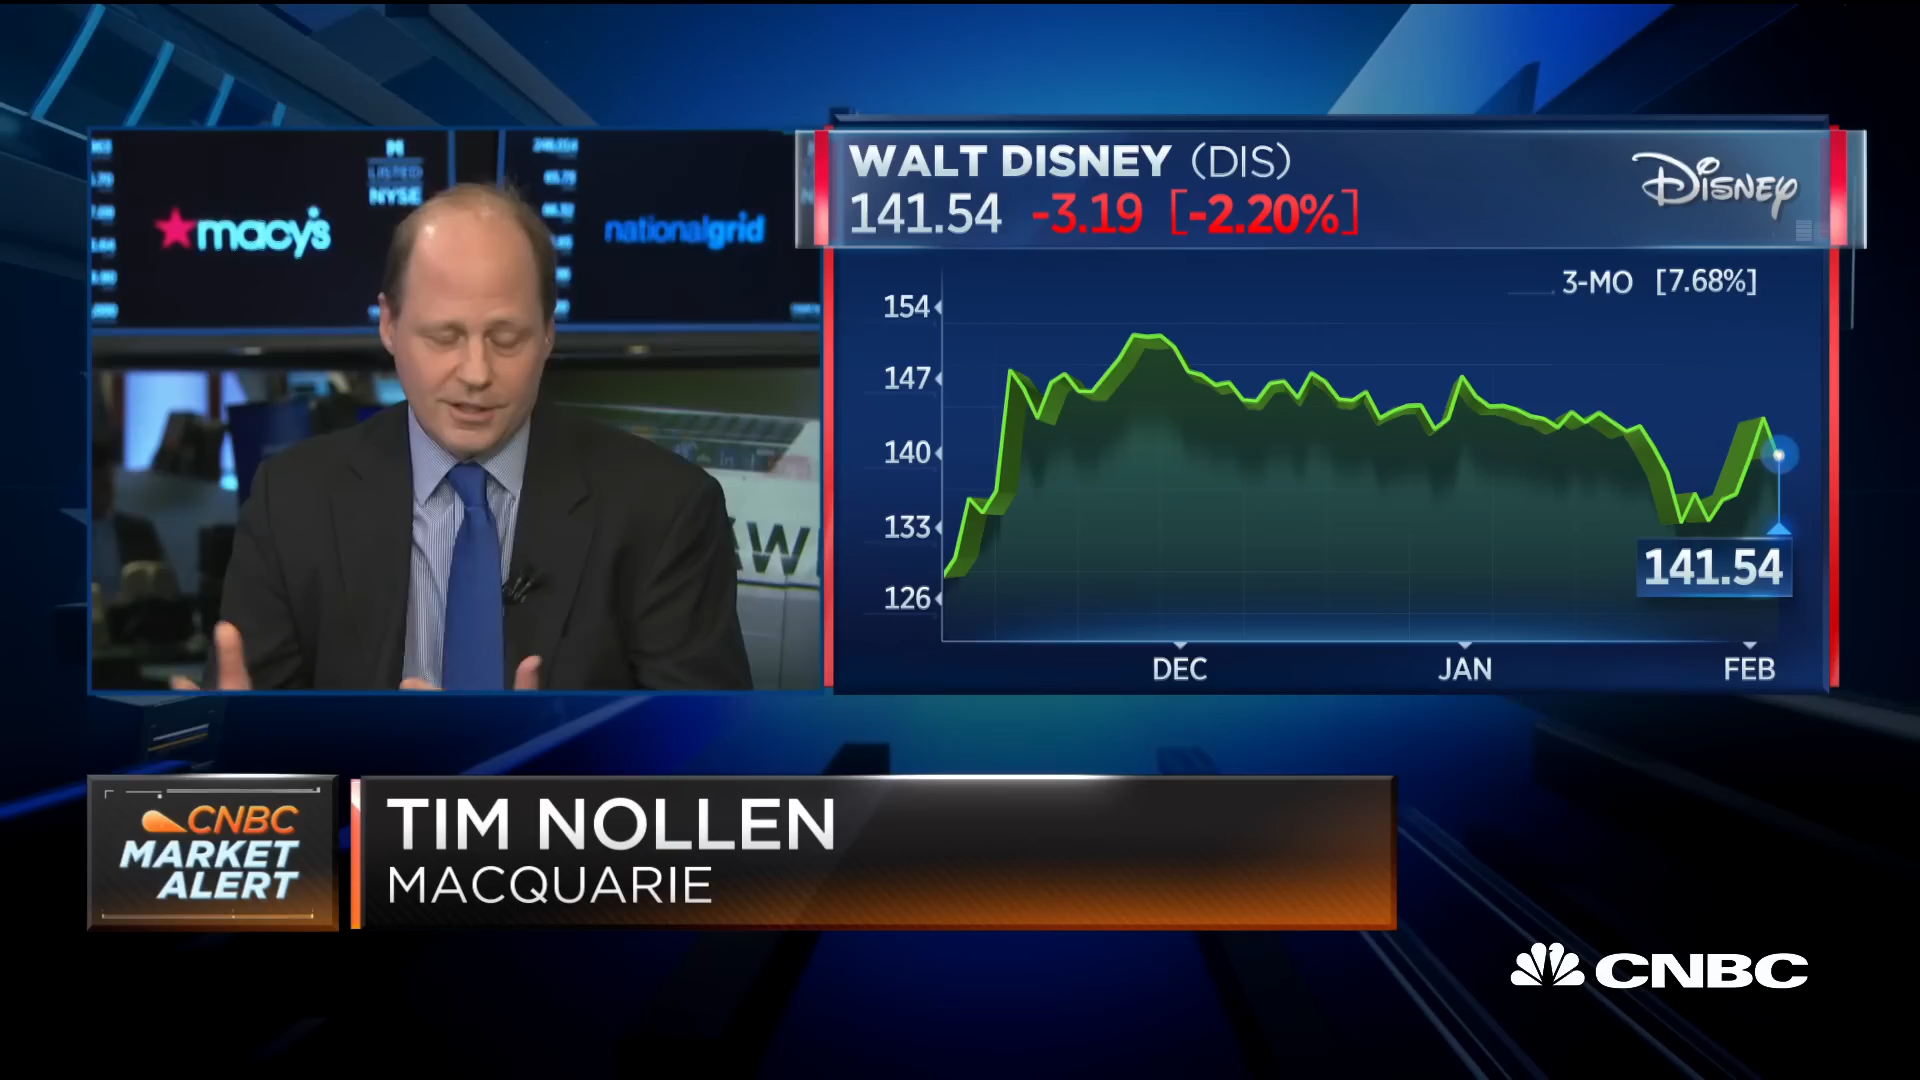 macy's
LISTED
NYSE
nationalgrid
WALT DISNEY (DIS)
141.54 -3.19 [-2.20%]
Disney
3-MO [7.68%]
154
147
140
133
126
141.54
DEC JAN FEB
CNBC
MARKET
ALERT
TIM NOLLEN
MACQUARIE
CNBC